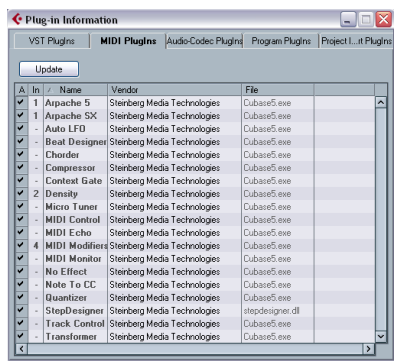 Plug-in Information
VST PlugIns MIDI PlugIns Audio-Codec PlugIns Program PlugIns Project I...rt PlugIns
Update
A In Name Vendor File
1 Arpache 5 Steinberg Media Technologies Cubase5.exe
1 Arpache SX Steinberg Media Technologies Cubase5.exe
- Auto LFO Steinberg Media Technologies Cubase5.exe
- Beat Designer Steinberg Media Technologies Cubase5.exe
- Chorder Steinberg Media Technologies Cubase5.exe
- Compressor Steinberg Media Technologies Cubase5.exe
- Context Gate Steinberg Media Technologies Cubase5.exe
2 Density Steinberg Media Technologies Cubase5.exe
- Micro Tuner Steinberg Media Technologies Cubase5.exe
- MIDI Control Steinberg Media Technologies Cubase5.exe
- MIDI Echo Steinberg Media Technologies Cubase5.exe
4 MIDI Modifiers Steinberg Media Technologies Cubase5.exe
- MIDI Monitor Steinberg Media Technologies Cubase5.exe
- No Effect Steinberg Media Technologies Cubase5.exe
- Note To CC Steinberg Media Technologies Cubase5.exe
- Quantizer Steinberg Media Technologies Cubase5.exe
- StepDesigner Steinberg Media Technologies stepdesigner.dll
- Track Control Steinberg Media Technologies Cubase5.exe
- Transformer Steinberg Media Technologies Cubase5.exe